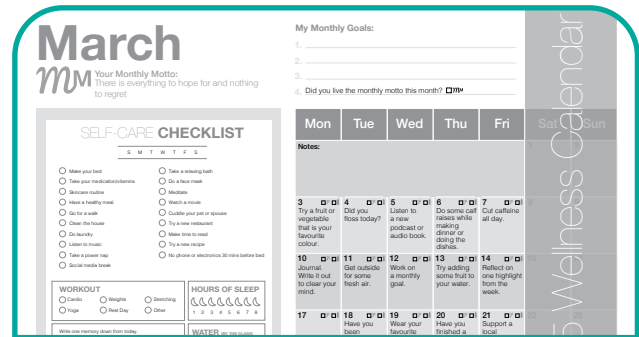 March
My Monthly Goals:
1.
2.
3.
4. Did you live the monthly motto this month?
MM
Your Monthly Motto:
There is everything to hope for and nothing
to regret
SELF-CARE CHECKLIST
S M T W T F S
Make your bed
Take your medication/vitamins
Skincare routine
Have a healthy meal
Go for a walk
Clean the house
Do laundry
Listen to music
Take a power nap
Social media break
Take a relaxing bath
Do a face mask
Meditate
Watch a movie
Cuddle your pet or spouse
Try a new restaurant
Make time to read
Try a new recipe
No phone or electronics 30 mins before bed
WORKOUT
Cardio Weights Stretching
Yoga Rest Day Other
HOURS OF SLEEP
1 2 3 4 5 6 7 8
Write one memory down from today.
WATER
Mon Tue Wed Thu Fri Sat Sun
Notes:
3
Try a fruit or
vegetable
that is your
favourite
colour.
4
Did you
floss today?
5
Listen to
a new
podcast or
audio book.
6
Do some calf
raises while
making
dinner or
doing the
dishes.
7
Cut caffeine
all day.
10
Journal.
Write it out
to clear your
mind.
11
Get outside
for some
fresh air.
12
Work on
a monthly
goal.
13
Try adding
some fruit to
your water.
14
Reflect on
one highlight
from the
week.
17
18
Have you
been
19
Wear your
favourite
20
Have you
finished a
21
Support a
local
5 Wellness Calendar